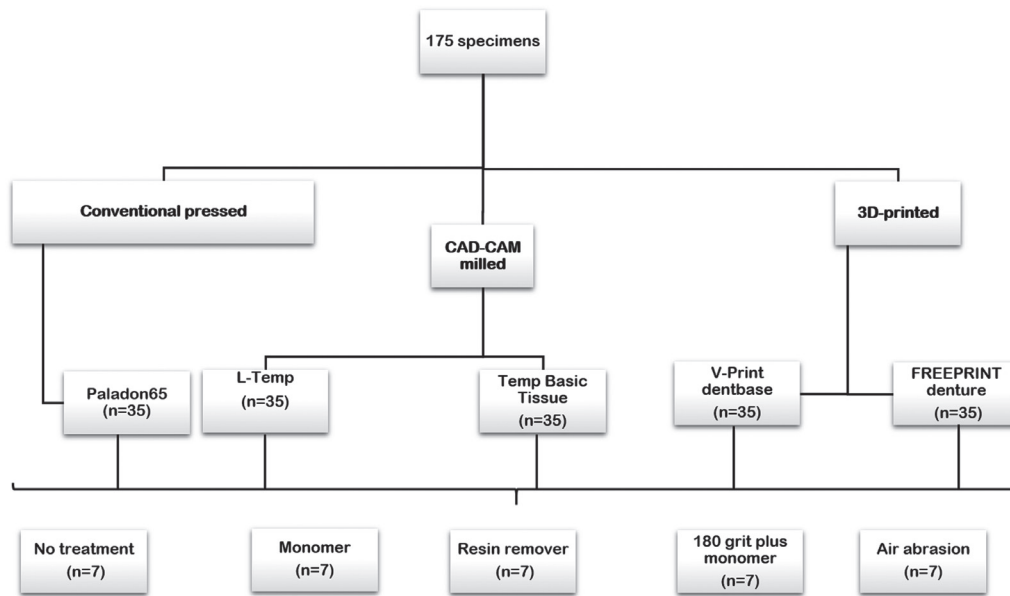 175 specimens
Conventional pressed
CAD-CAM
milled
3D-printed
Paladon65
(n=35)
L-Temp
(n=35)
Temp Basic
Tissue
(n=35)
V-Print
dentbase
(n=35)
FREEPRINT
denture
(n=35)
No treatment
(n=7)
Monomer
(n=7)
Resin remover
(n=7)
180 grit plus
monomer
(n=7)
Air abrasion
(n=7)